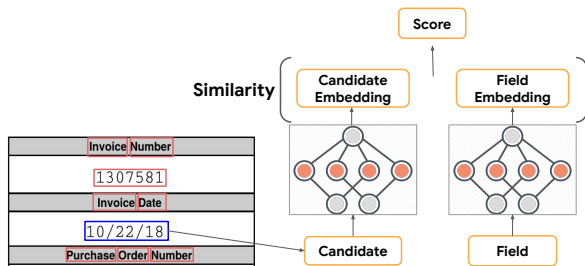 Score
Similarity
Candidate
Embedding
Field
Embedding
Invoice Number
1307581
Invoice Date
10/22/18
Purchase Order Number
Candidate
Field